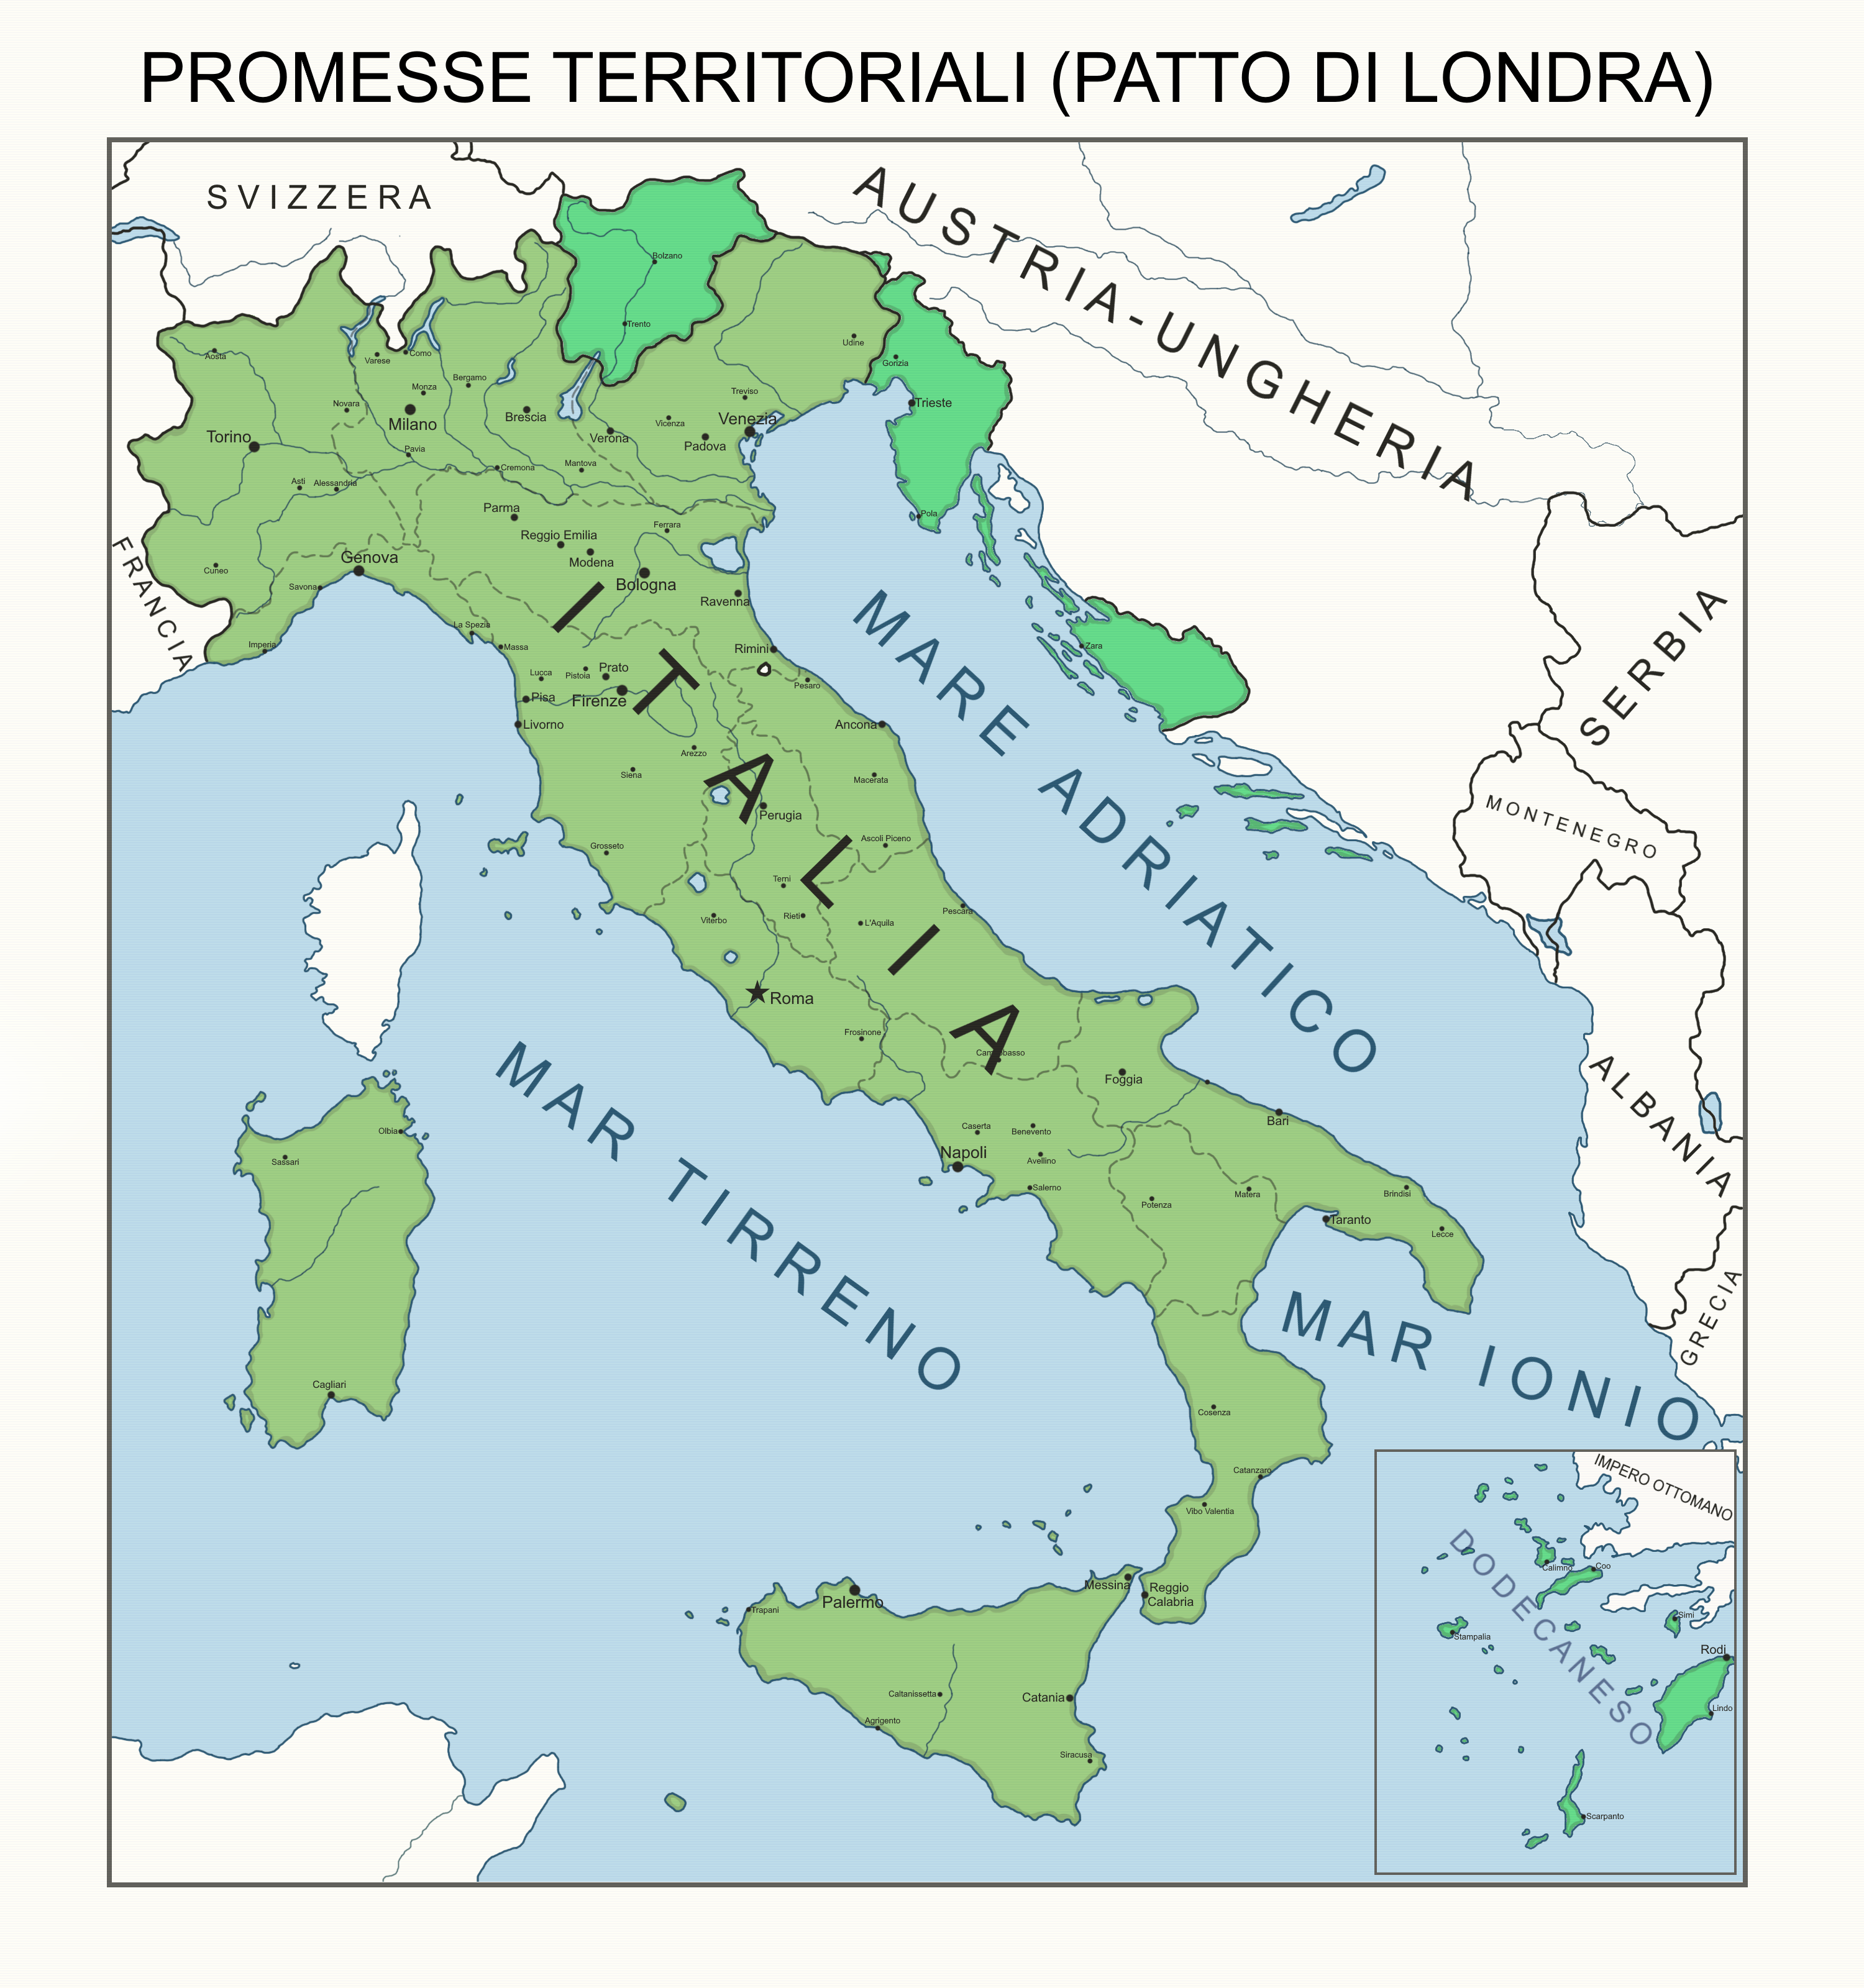 PROMESSE TERRITORIALI (PATTO DI LONDRA)
SVIZZERA
AUSTRIA-UNGHERIA
FRANCIA
SERBIA
MONTENEGRO
ALBANIA
GRECIA
ITALIA
MARE ADRIATICO
MAR TIRRENO
MAR IONIO
Bolzano
Trento
Udine
Gorizia
Trieste
Aosta
Varese
Como
Monza
Bergamo
Novara
Milano
Brescia
Treviso
Venezia
Vicenza
Verona
Padova
Torino
Pavia
Cremona
Mantova
Asti
Alessandria
Parma
Reggio Emilia
Modena
Ferrara
Pola
Cuneo
Genova
Savona
Bologna
Ravenna
Imperia
La Spezia
Massa
Rimini
Zara
Lucca
Pistoia
Prato
Pesaro
Pisa
Firenze
Livorno
Ancona
Arezzo
Siena
Macerata
Perugia
Grosseto
Ascoli Piceno
Terni
Viterbo
Rieti
L'Aquila
Pescara
Roma
Frosinone
Campobasso
Foggia
Bari
Olbia
Sassari
Caserta
Benevento
Napoli
Avellino
Salerno
Potenza
Matera
Brindisi
Taranto
Lecce
Cagliari
Cosenza
Catanzaro
Vibo Valentia
Messina
Reggio
Calabria
Palermo
Trapani
Caltanissetta
Catania
Agrigento
Siracusa
IMPERO OTTOMANO
DODECANESO
Calimno
Coo
Simi
Stampalia
Rodi
Lindo
Scarpanto